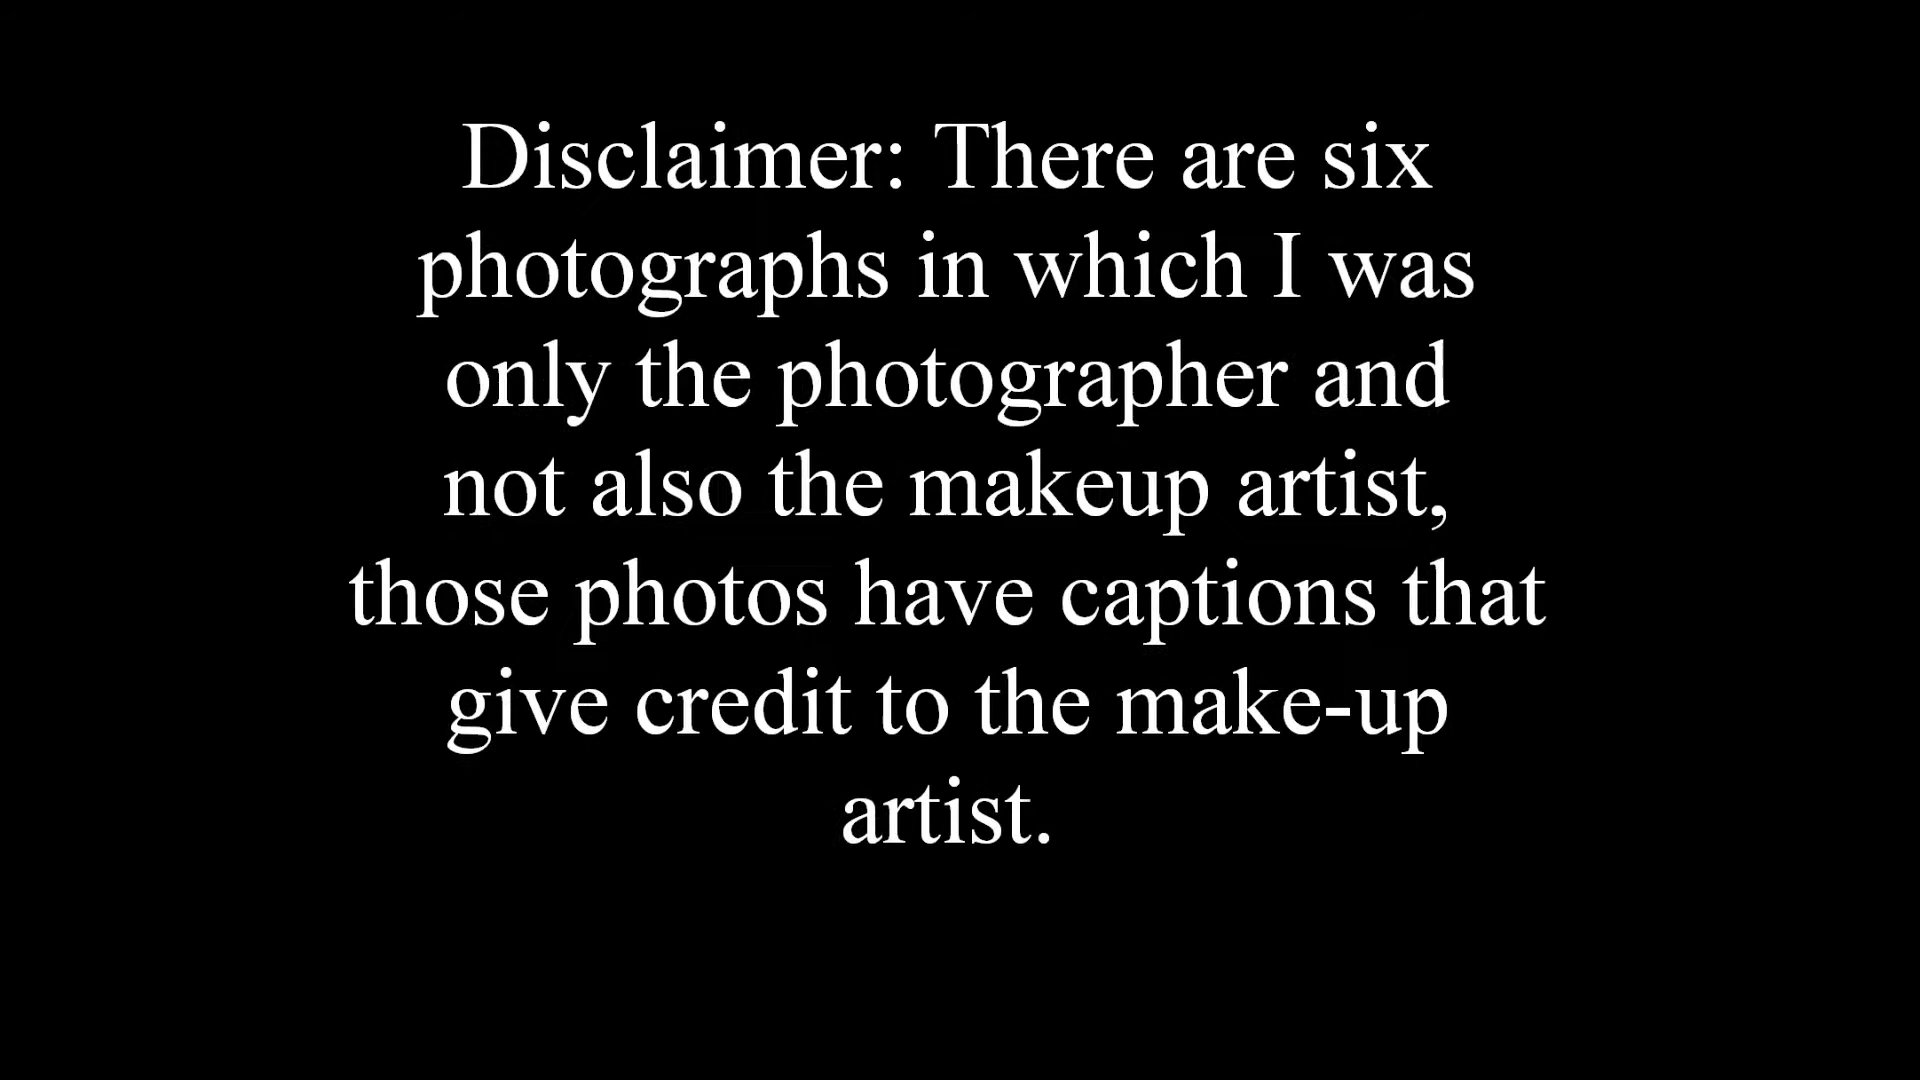 Disclaimer: There are six
photographs in which I was
only the photographer and
not also the makeup artist,
those photos have captions that
give credit to the make-up
artist.